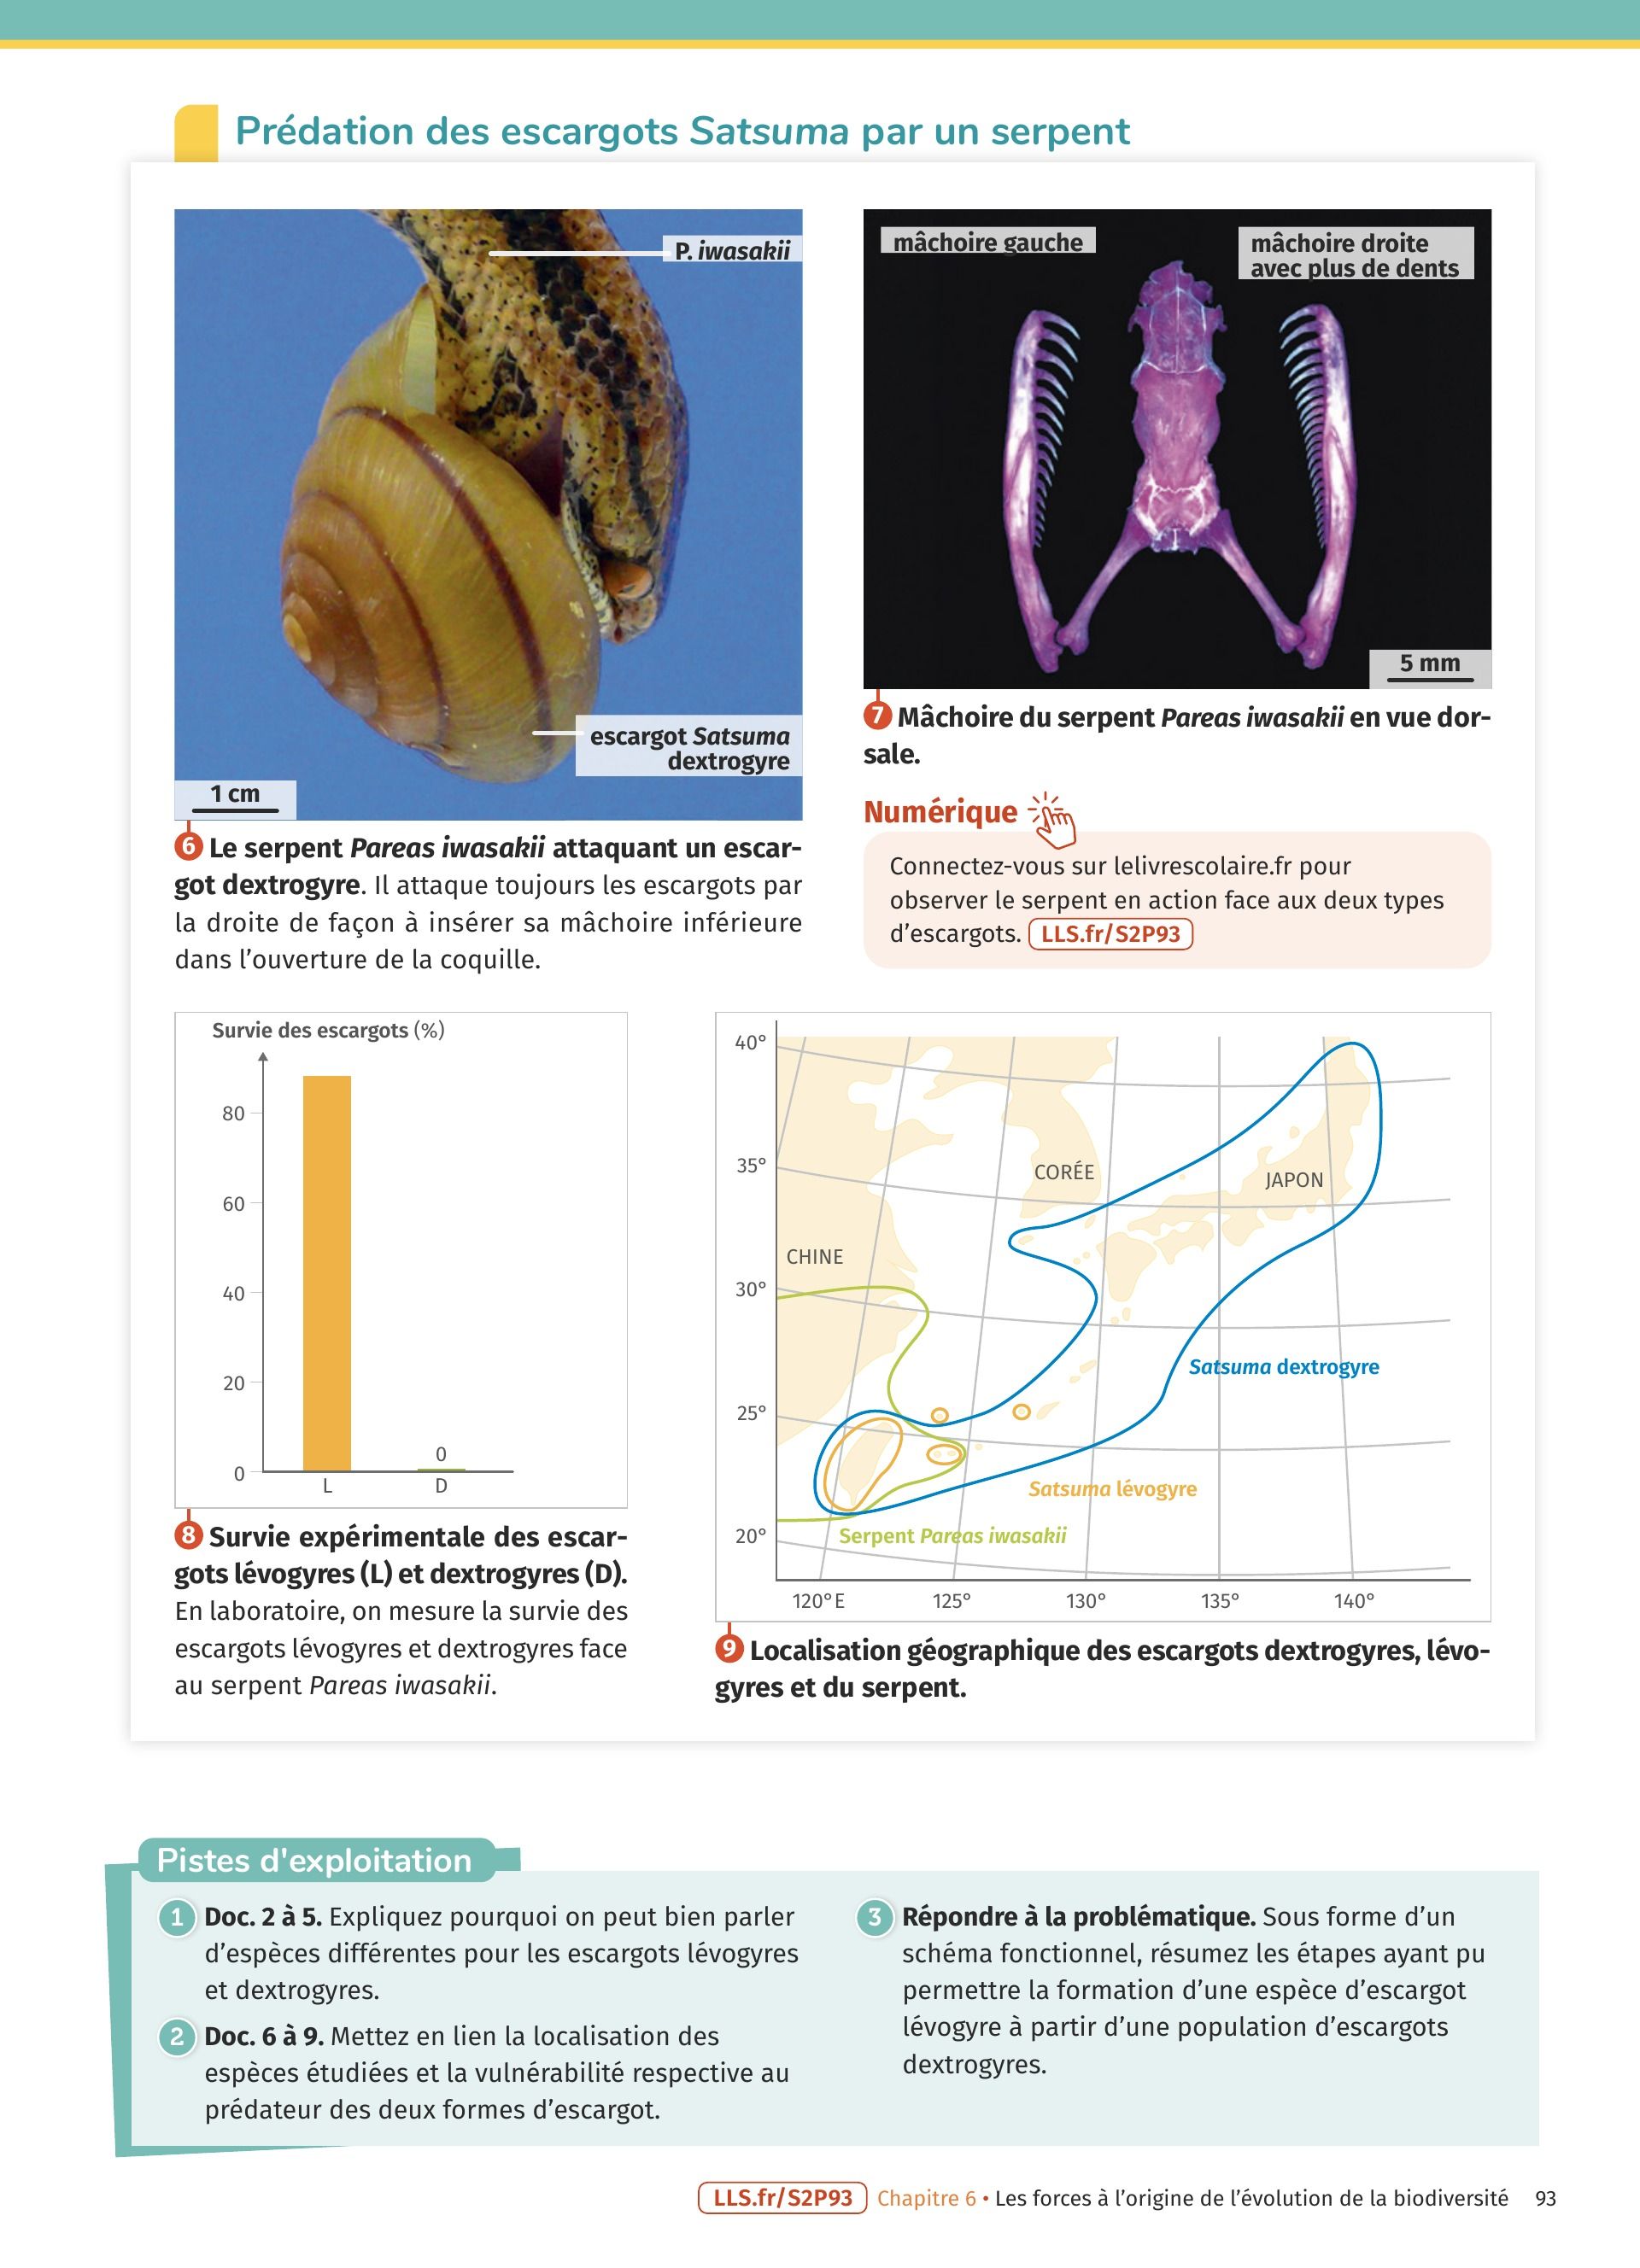 Prédation des escargots Satsuma par un serpent
P. iwasakii
escargot Satsuma
dextrogyre
1 cm
6 Le serpent Pareas iwasakii attaquant un escar-
got dextrogyre. Il attaque toujours les escargots par
la droite de façon à insérer sa mâchoire inférieure
dans l'ouverture de la coquille.
mâchoire gauche
mâchoire droite
avec plus de dents
5 mm
7 Mâchoire du serpent Pareas iwasakii en vue dor-
sale.
Numérique
Connectez-vous sur lelivrescolaire.fr pour
observer le serpent en action face aux deux types
d'escargots. LLS.fr/S2P93
Survie des escargots (%)
80
60
40
20
0
0
L
D
8 Survie expérimentale des escar-
gots lévogyres (L) et dextrogyres (D).
En laboratoire, on mesure la survie des
escargots lévogyres et dextrogyres face
au serpent Pareas iwasakii.
40°
35°
30°
25°
20°
CORÉE
JAPON
CHINE
Satsuma dextrogyre
Satsuma lévogyre
Serpent Pareas iwasakii
120°E
125°
130°
135°
140°
9 Localisation géographique des escargots dextrogyres, lévo-
gyres et du serpent.
Pistes d'exploitation
1 Doc. 2 à 5. Expliquez pourquoi on peut bien parler
d'espèces différentes pour les escargots lévogyres
et dextrogyres.
2 Doc. 6 à 9. Mettez en lien la localisation des
espèces étudiées et la vulnérabilité respective au
prédateur des deux formes d'escargot.
3 Répondre à la problématique. Sous forme d'un
schéma fonctionnel, résumez les étapes ayant pu
permettre la formation d'une espèce d'escargot
lévogyre à partir d'une population d'escargots
dextrogyres.
LLS.fr/S2P93 Chapitre 6 • Les forces à l'origine de l'évolution de la biodiversité 93